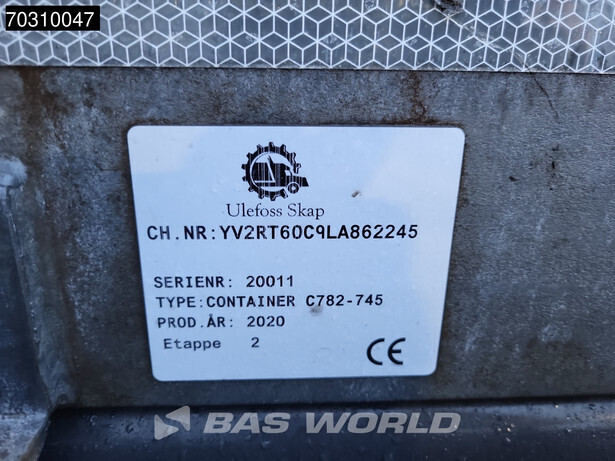 70310047
Ulefoss Skap
CH.NR:YV2RT60C9LA862245
SERIENR: 20011
TYPE:CONTAINER C782-745
PROD.ÅR: 2020
Etappe 2
CE
BAS WORLD